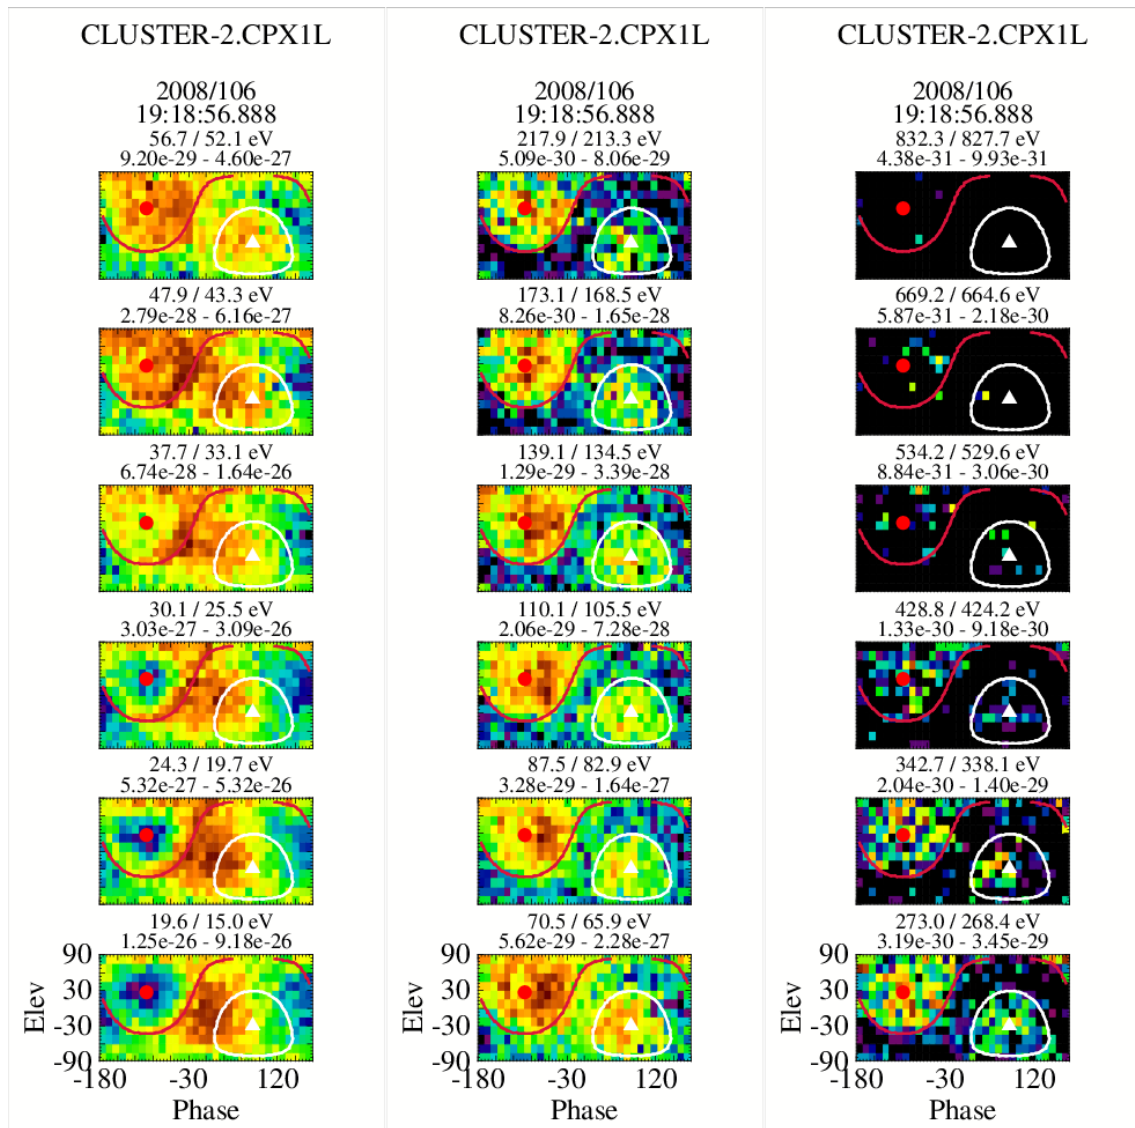 CLUSTER-2.CPX1L
2008/106
19:18:56.888
56.7 / 52.1 eV
9.20e-29 - 4.60e-27
47.9 / 43.3 eV
2.79e-28 - 6.16e-27
37.7 / 33.1 eV
6.74e-28 - 1.64e-26
30.1 / 25.5 eV
3.03e-27 - 3.09e-26
24.3 / 19.7 eV
5.32e-27 - 5.32e-26
19.6 / 15.0 eV
1.25e-26 - 9.18e-26
90
30
-30
-90
Elev
-180 -30 120
Phase
CLUSTER-2.CPX1L
2008/106
19:18:56.888
217.9 / 213.3 eV
5.09e-30 - 8.06e-29
173.1 / 168.5 eV
8.26e-30 - 1.65e-28
139.1 / 134.5 eV
1.29e-29 - 3.39e-28
110.1 / 105.5 eV
2.06e-29 - 7.28e-28
87.5 / 82.9 eV
3.28e-29 - 1.64e-27
70.5 / 65.9 eV
5.62e-29 - 2.28e-27
90
30
-30
-90
Elev
-180 -30 120
Phase
CLUSTER-2.CPX1L
2008/106
19:18:56.888
832.3 / 827.7 eV
4.38e-31 - 9.93e-31
669.2 / 664.6 eV
5.87e-31 - 2.18e-30
534.2 / 529.6 eV
8.84e-31 - 3.06e-30
428.8 / 424.2 eV
1.33e-30 - 9.18e-30
342.7 / 338.1 eV
2.04e-30 - 1.40e-29
273.0 / 268.4 eV
3.19e-30 - 3.45e-29
90
30
-30
-90
Elev
-180 -30 120
Phase